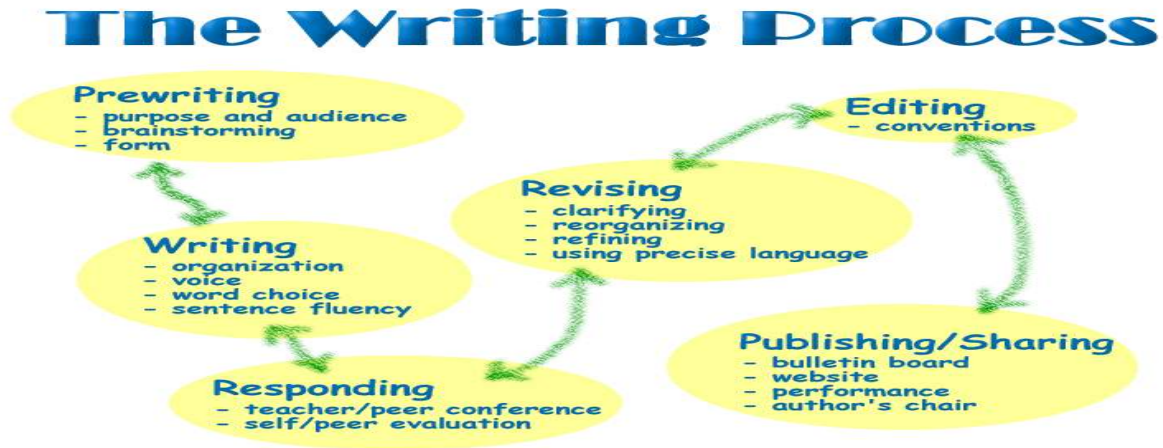 The Writing Process
Prewriting
- purpose and audience
- brainstorming
- form
Writing
- organization
- voice
- word choice
- sentence fluency
Responding
- teacher/peer conference
- self/peer evaluation
Revising
- clarifying
- reorganizing
- refining
- using precise language
Editing
- conventions
Publishing/Sharing
- bulletin board
- website
- performance
- author's chair